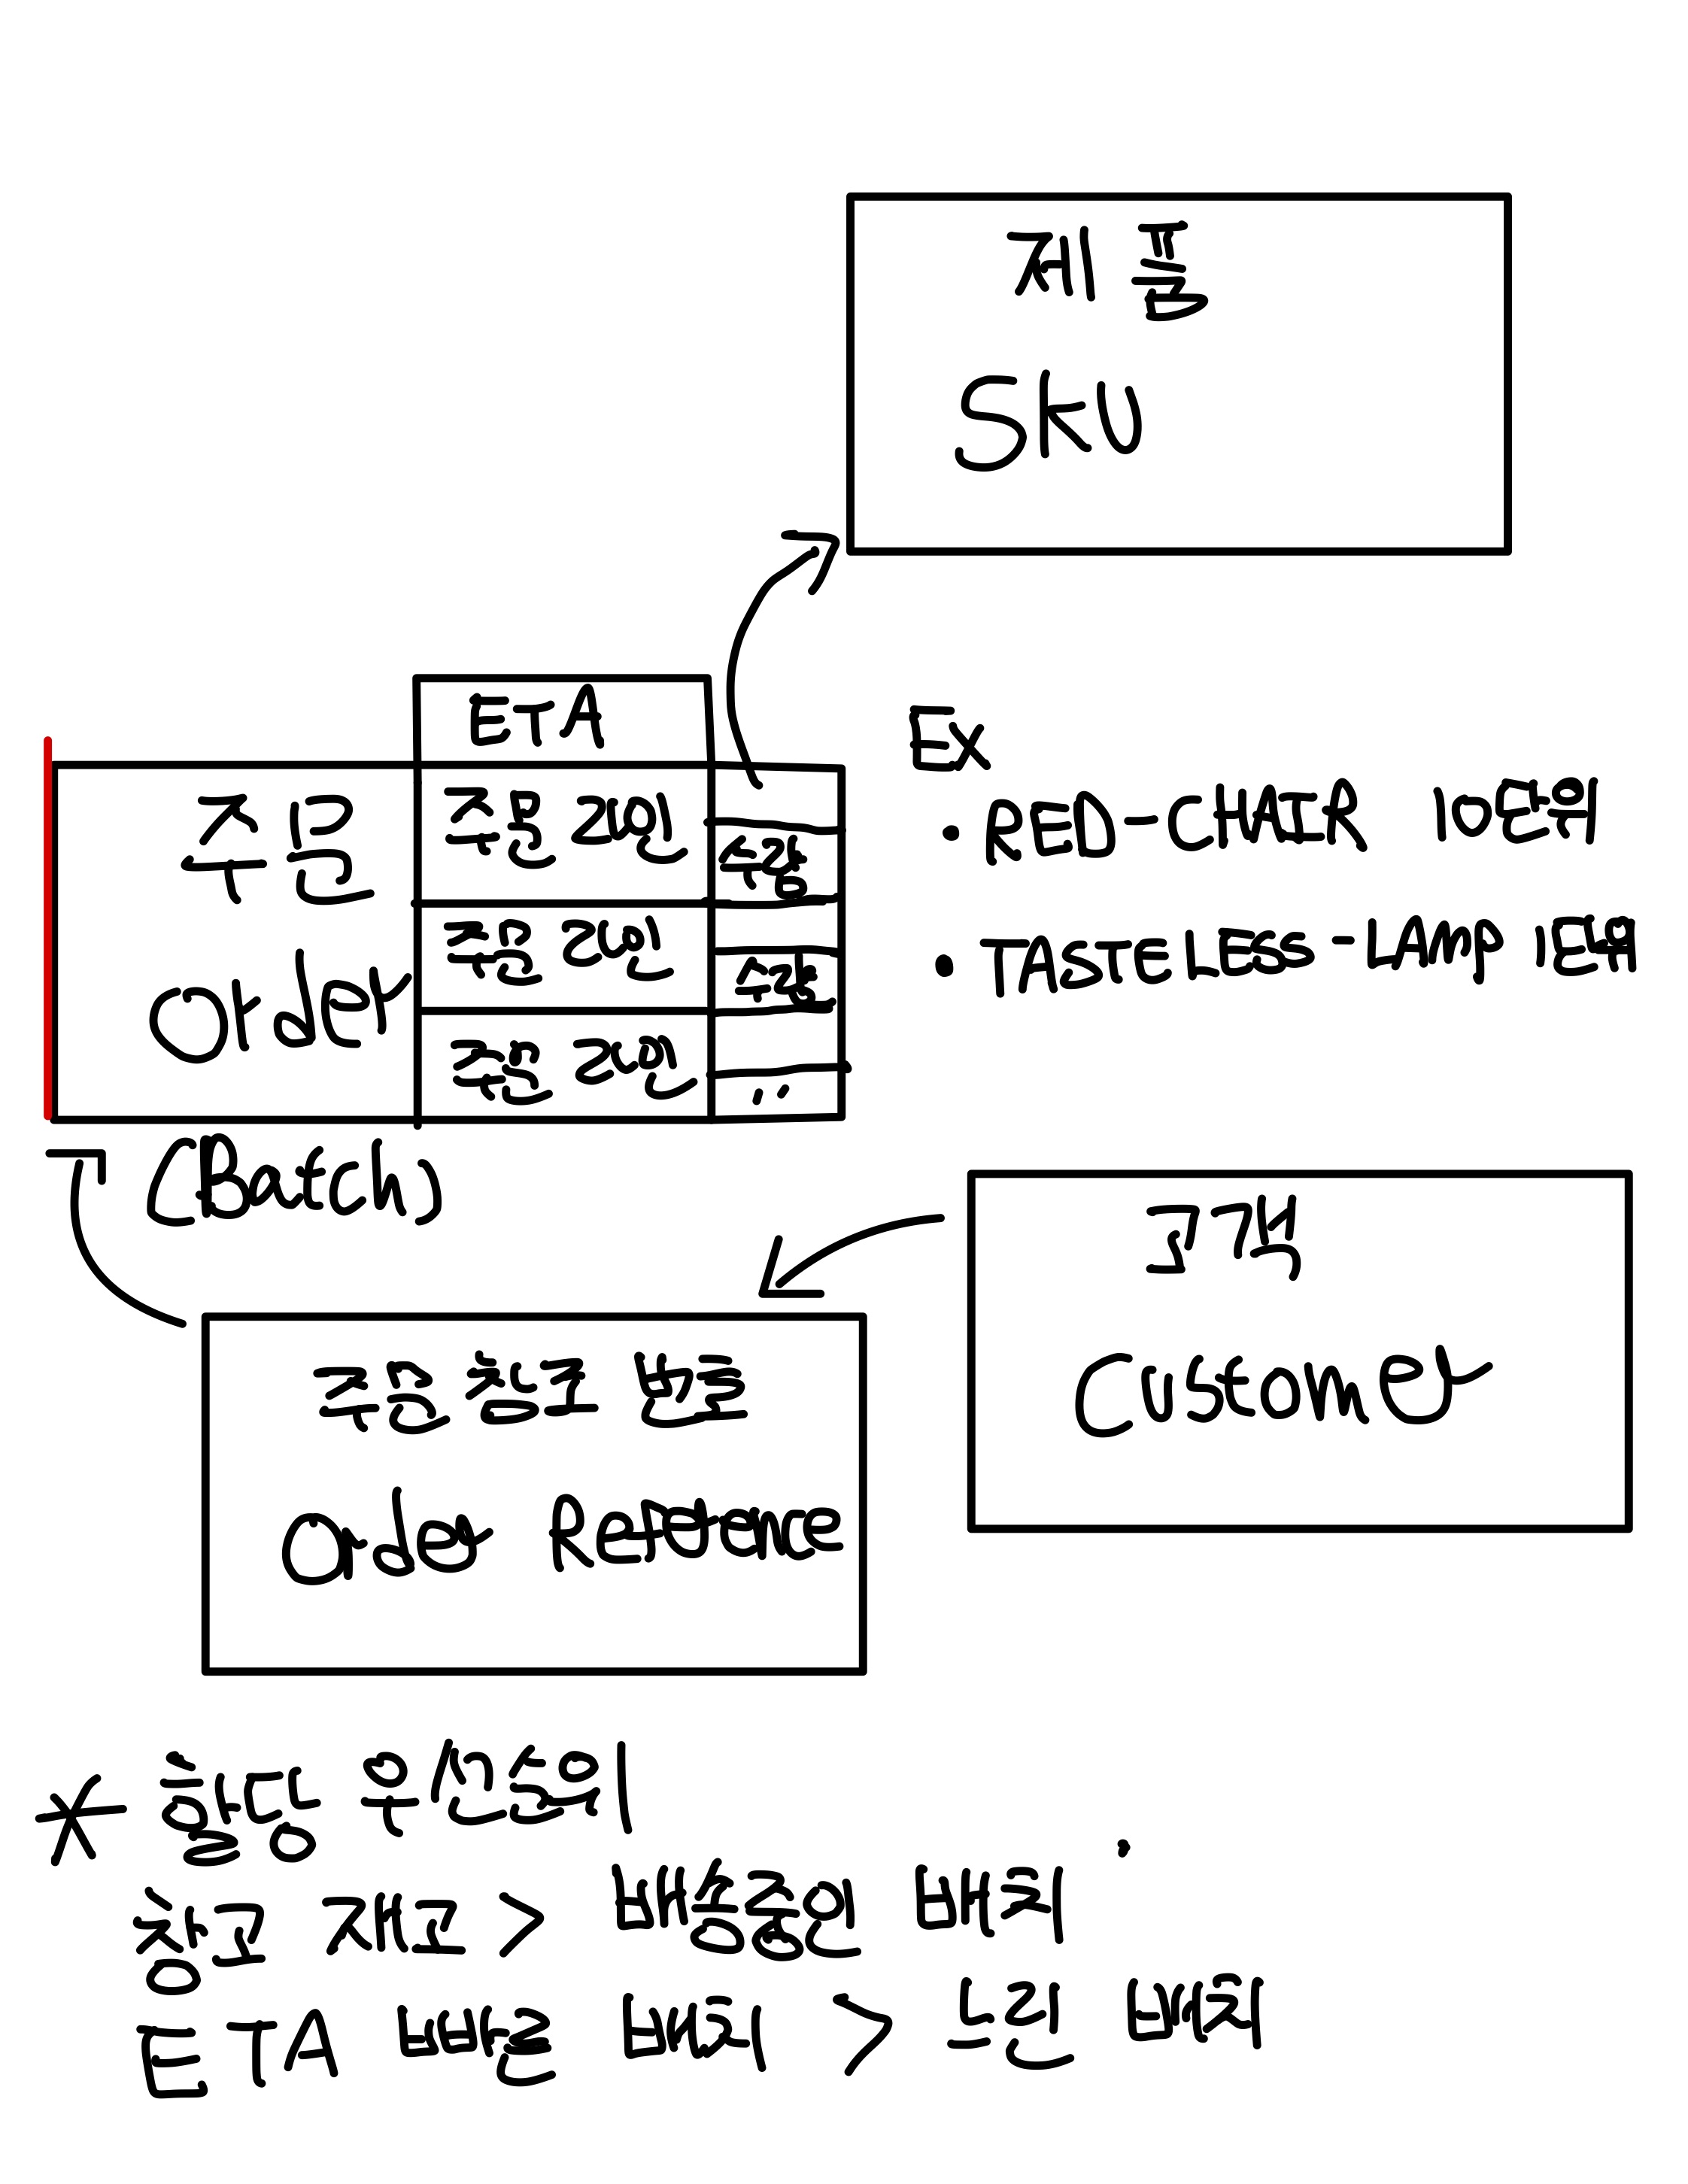 제품
SKU
ETA
주문
order
주문 라인
수량
주문 라인
수량
주문 라인
(Batch)
Ex
· RED-CHAIR 10단위
· TASTELESS-LAMP 1단위
고객
Customer
주문 참조 번호
order Reference
* 할당 우선순위
창고 재고 > 배송중인 배치
ETA 빠른 배치 > 느린 배치